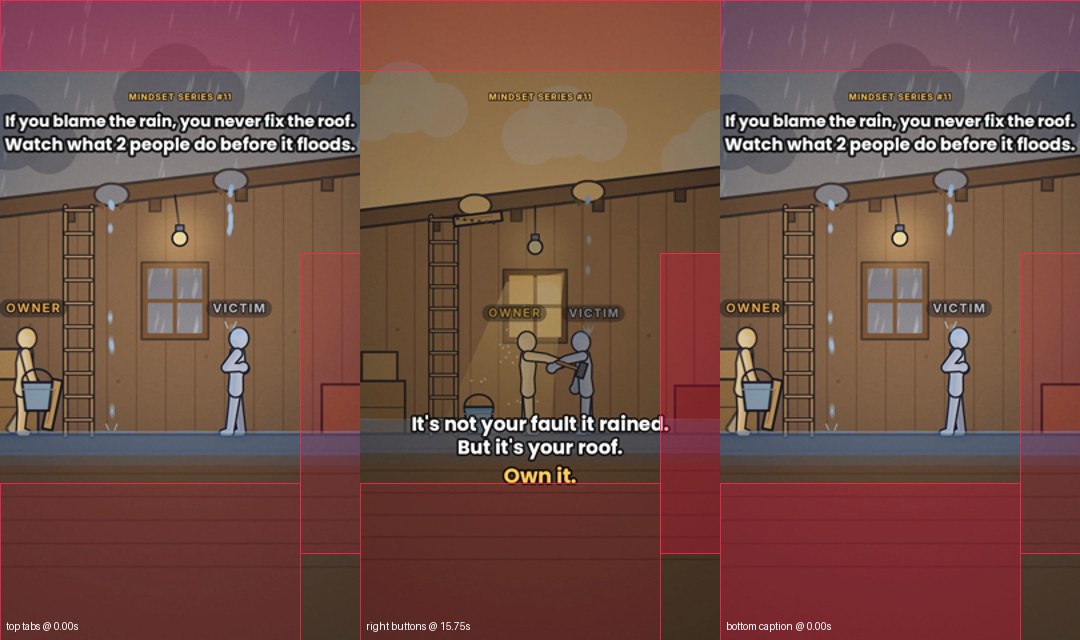 MINDSET SERIES #11
If you blame the rain, you never fix the roof.
Watch what 2 people do before it floods.
OWNER
VICTIM
top tabs @ 0.00s
MINDSET SERIES #11
OWNER
VICTIM
It's not your fault it rained.
But it's your roof.
Own it.
right buttons @ 15.75s
MINDSET SERIES #11
If you blame the rain, you never fix the roof.
Watch what 2 people do before it floods.
OWNER
VICTIM
bottom caption @ 0.00s